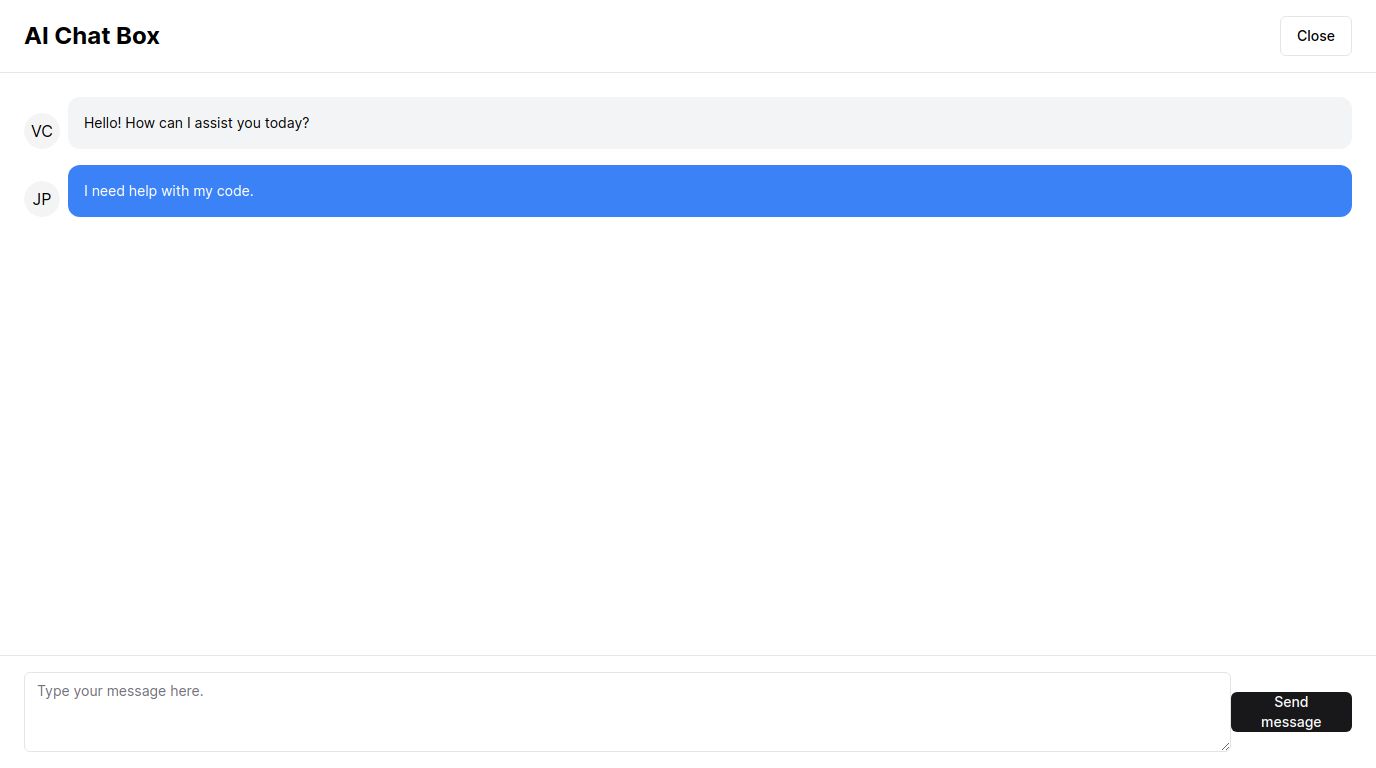 AI Chat Box
Close
VC
Hello! How can I assist you today?
JP
I need help with my code.
Type your message here.
Send
message